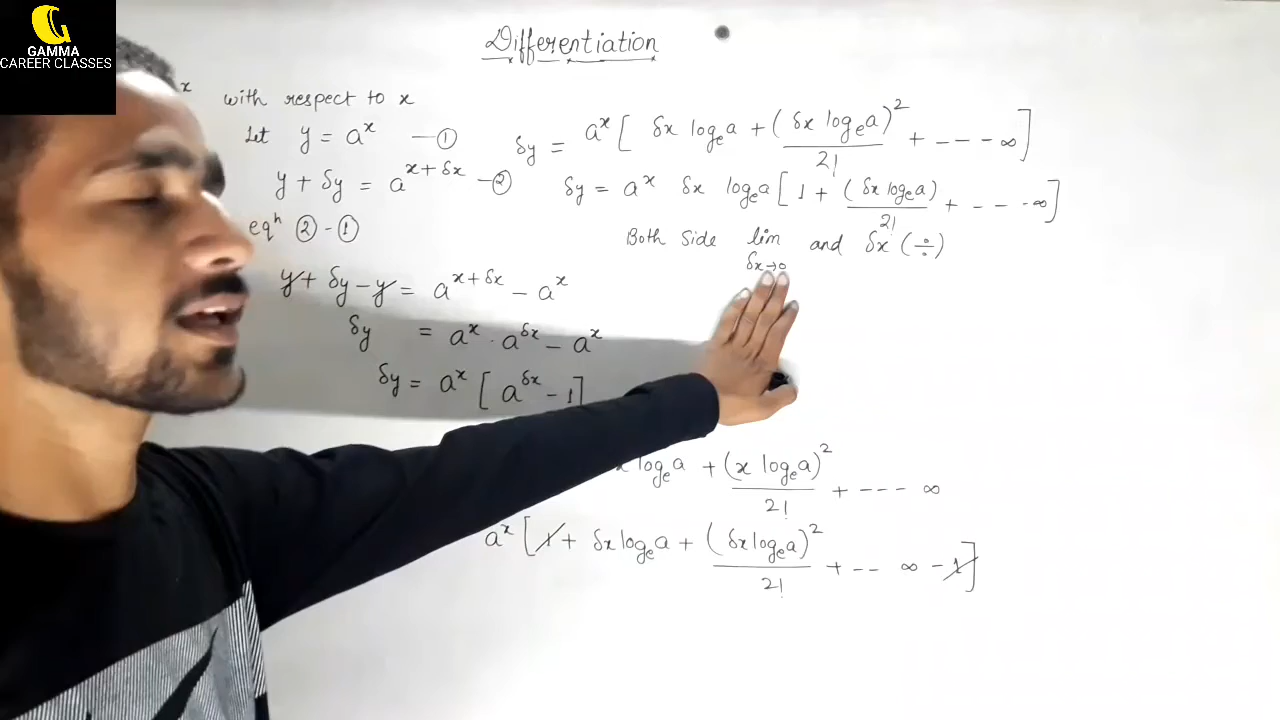 GAMMA
CAREER CLASSES
Differentiation
x with respect to x
Let y = a^x — ①
y + δy = a^(x + δx) – ②
eqⁿ ② - ①
y + δy - y = a^(x + δx) - a^x
δy = a^x . a^δx - a^x
δy = a^x [ a^δx - 1 ]
δy = a^x [ δx logₑa + (δx logₑa)²/2! + --- ∞ ]
δy = a^x δx logₑa [ 1 + (δx logₑa)/2! + --- ∞ ]
Both Side lim δx→0 and δx (÷)
x logₑa + (x logₑa)²/2! + --- ∞
a^x [ 1 + δx logₑa + (δx logₑa)²/2! + -- ∞ - 1 ]